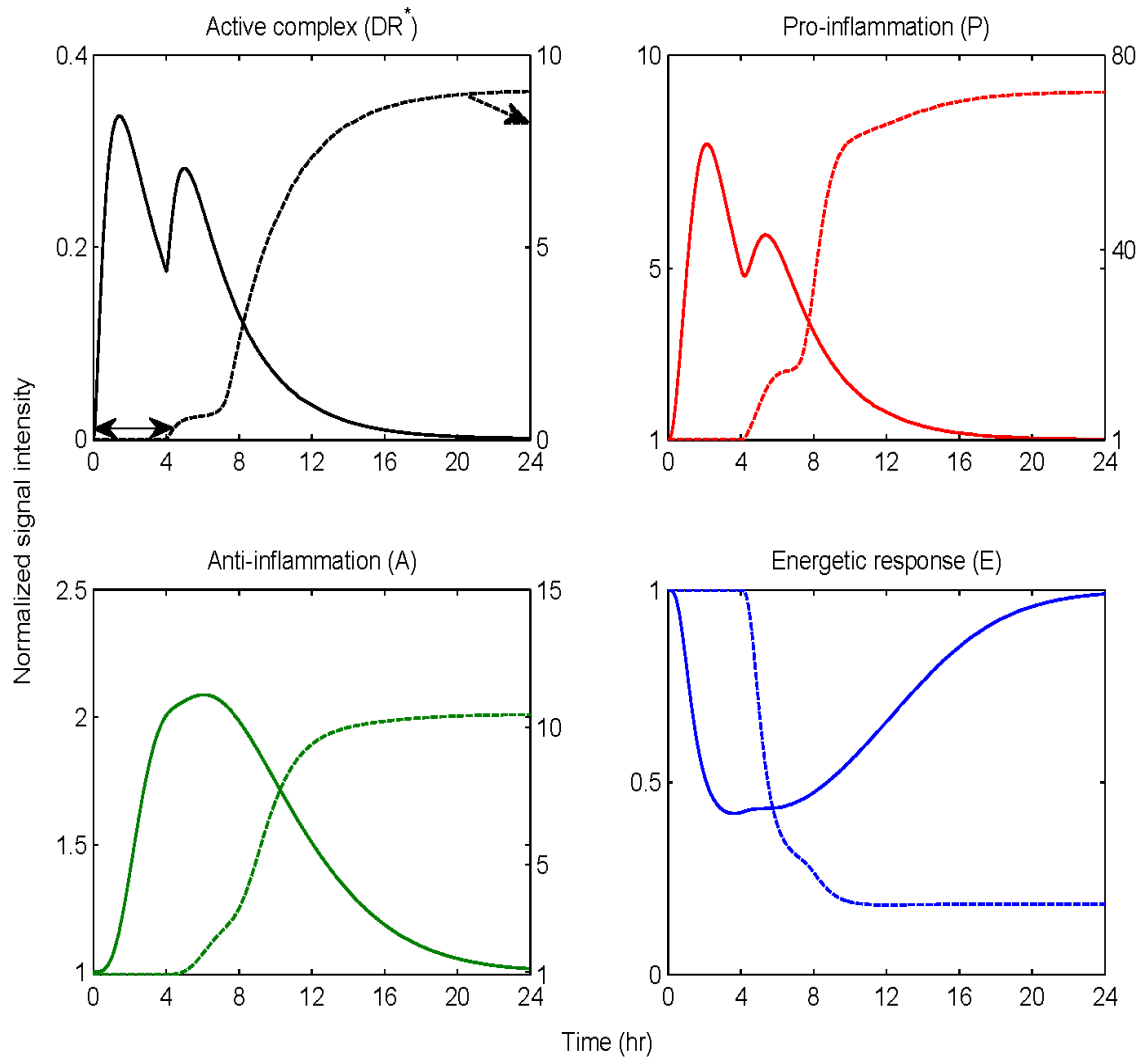 Active complex (DR*)
Pro-inflammation (P)
0.4
0.2
0
10
5
0
0 4 8 12 16 20 24
10
5
1
80
40
1
0 4 8 12 16 20 24
Normalized signal intensity
Anti-inflammation (A)
Energetic response (E)
2.5
2
1.5
1
15
10
5
1
0 4 8 12 16 20 24
1
0.5
0
0 4 8 12 16 20 24
Time (hr)